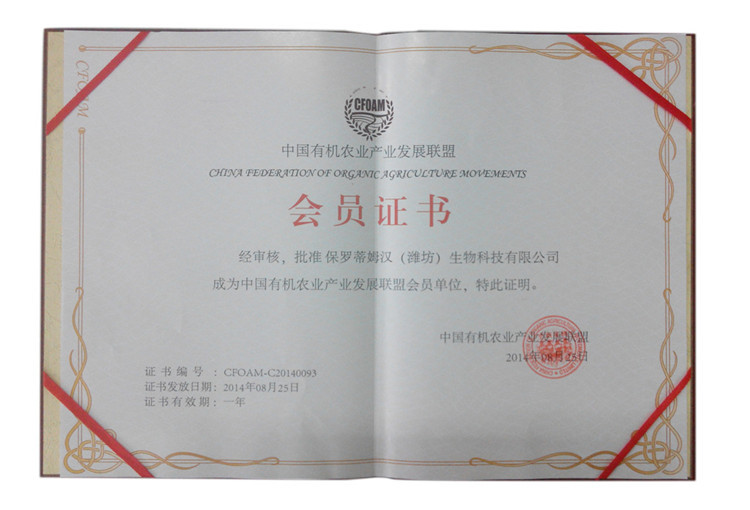 CFOAM
CFOAM
中国有机农业产业发展联盟
CHINA FEDERATION OF ORGANIC AGRICULTURE MOVEMENTS
会员证书
经审核，批准 保罗蒂姆汉（潍坊）生物科技有限公司
成为中国有机农业产业发展联盟会员单位，特此证明。
中国有机农业产业发展联盟
2014年08月25日
证书编号：CFOAM-C20140093
证书发放日期：2014年08月25日
证书有效期：一年